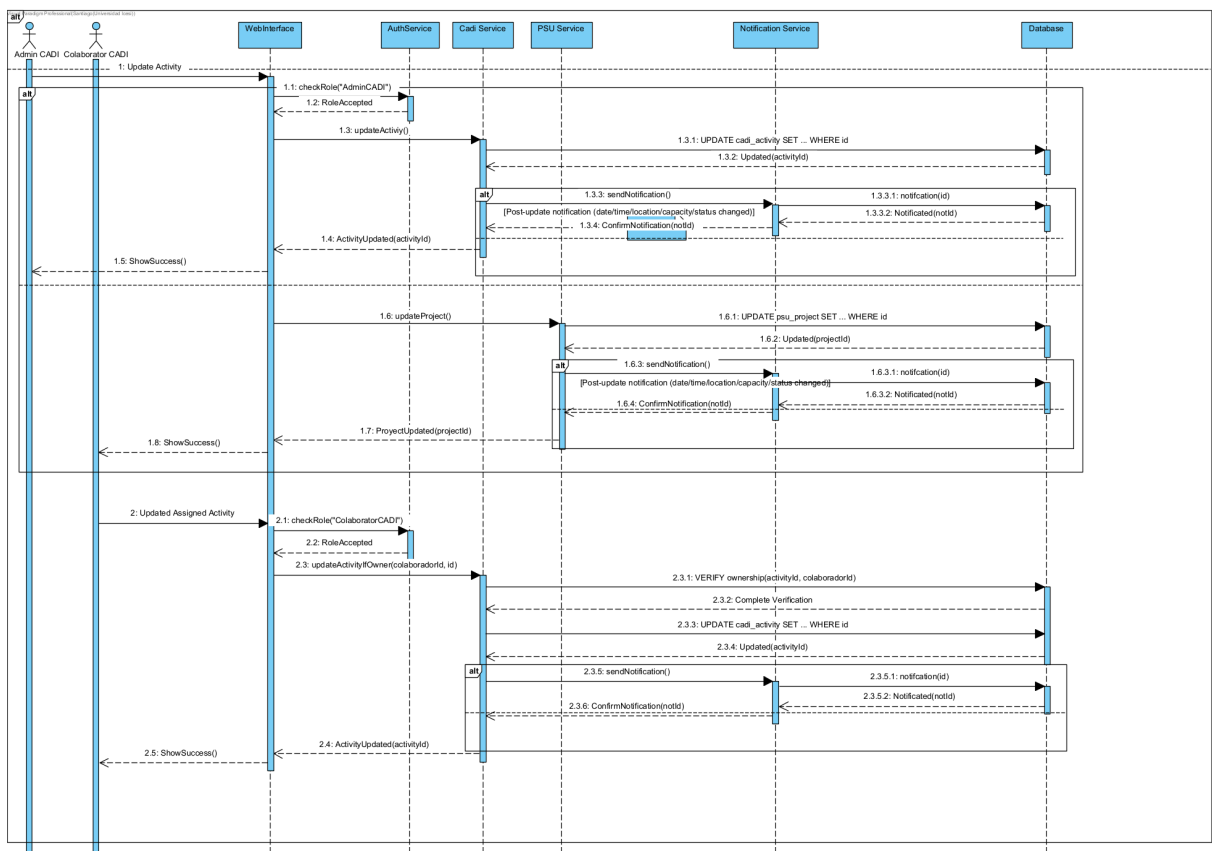 alt
Paradigm Professional(Santiago(Universidad Icesi))
WebInterface
AuthService
Cadi Service
PSU Service
Notification Service
Database
Admin CADI
Colaborator CADI
1: Update Activity
alt
1.1: checkRole("AdminCADI")
1.2: RoleAccepted
1.3: updateActiviy()
1.3.1: UPDATE cadi_activity SET ... WHERE id
1.3.2: Updated(activityId)
alt
1.3.3: sendNotification()
1.3.3.1: notifcation(id)
[Post-update notification (date/time/location/capacity/status changed)]
1.3.3.2: Notificated(notId)
1.3.4: ConfirmNotification(notId)
1.4: ActivityUpdated(activityId)
1.5: ShowSuccess()
1.6: updateProject()
1.6.1: UPDATE psu_project SET ... WHERE id
1.6.2: Updated(projectId)
alt
1.6.3: sendNotification()
1.6.3.1: notifcation(id)
[Post-update notification (date/time/location/capacity/status changed)]
1.6.3.2: Notificated(notId)
1.6.4: ConfirmNotification(notId)
1.7: ProyectUpdated(projectId)
1.8: ShowSuccess()
2: Updated Assigned Activity
2.1: checkRole("ColaboratorCADI")
2.2: RoleAccepted
2.3: updateActivityIfOwner(colaboradorId, id)
2.3.1: VERIFY ownership(activityId, colaboradorId)
2.3.2: Complete Verification
2.3.3: UPDATE cadi_activity SET ... WHERE id
2.3.4: Updated(activityId)
alt
2.3.5: sendNotification()
2.3.5.1: notifcation(id)
2.3.5.2: Notificated(notId)
2.3.6: ConfirmNotification(notId)
2.4: ActivityUpdated(activityId)
2.5: ShowSuccess()